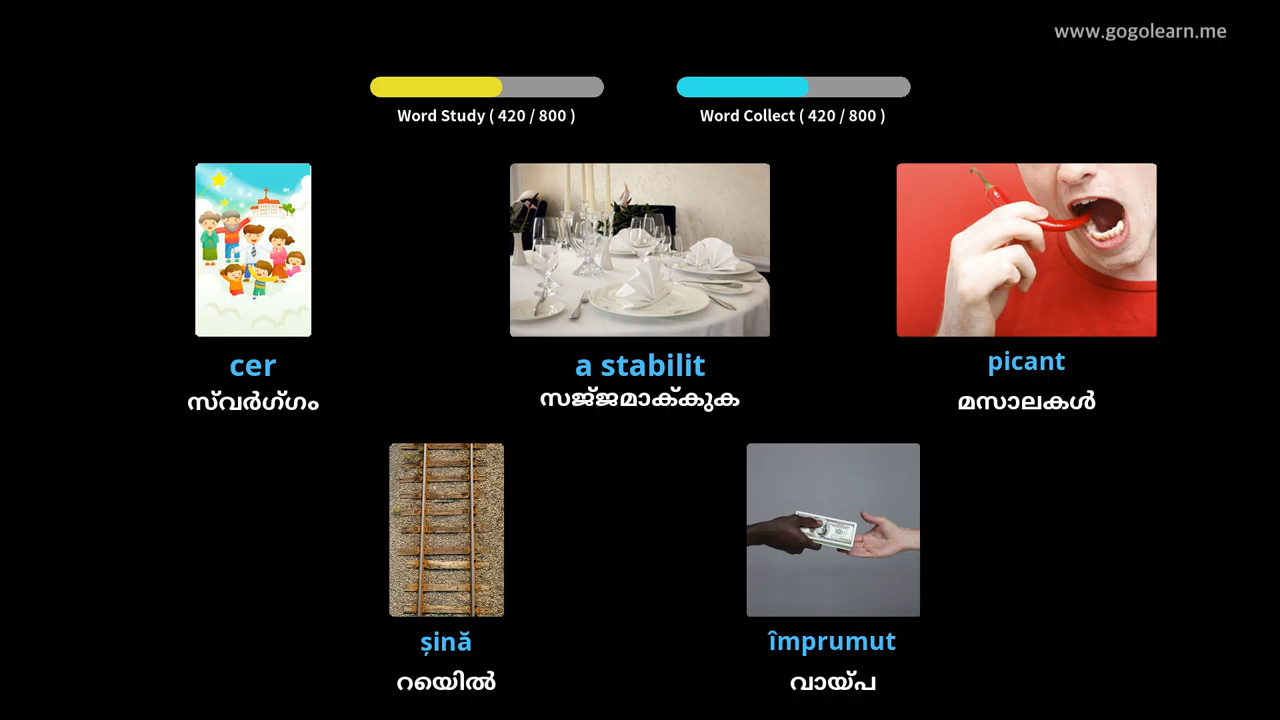 www.gogolearn.me
Word Study ( 420 / 800 )
Word Collect ( 420 / 800 )
cer
സ്വർഗ്ഗം
a stabilit
സജ്ജമാക്കുക
picant
മസാലകൾ
șină
റെയിൽ
împrumut
വായ്പ